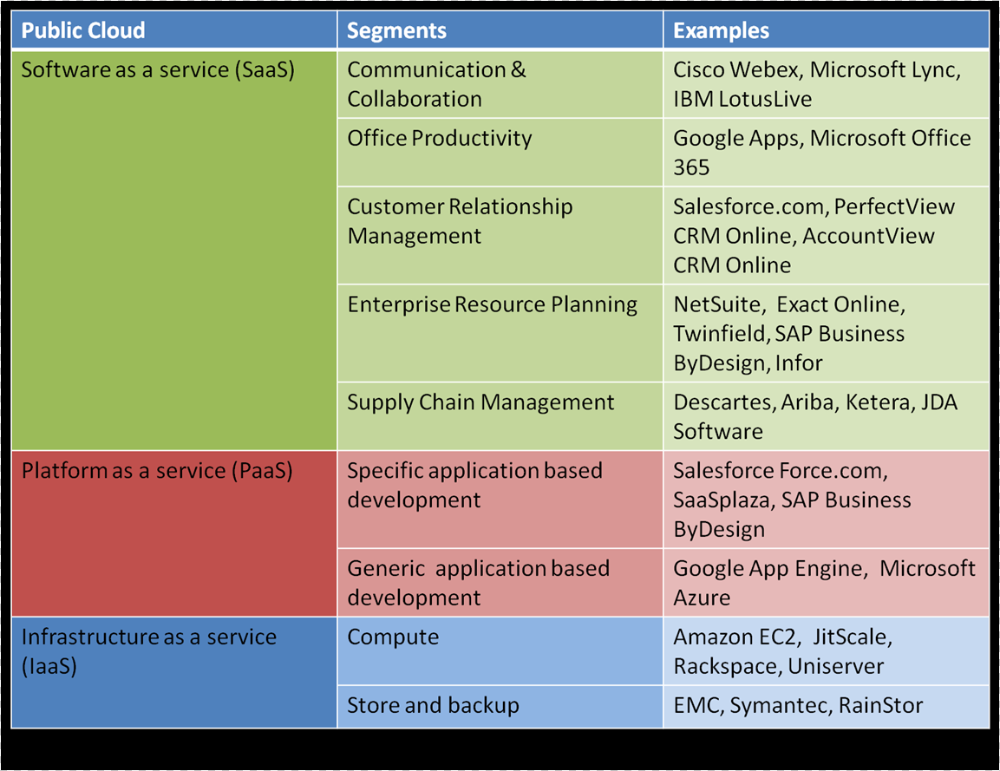 Public Cloud
Segments
Examples
Software as a service (SaaS)
Communication &
Collaboration
Cisco Webex, Microsoft Lync,
IBM LotusLive
Office Productivity
Google Apps, Microsoft Office
365
Customer Relationship
Management
Salesforce.com, PerfectView
CRM Online, AccountView
CRM Online
Enterprise Resource Planning
NetSuite, Exact Online,
Twinfield, SAP Business
ByDesign, Infor
Supply Chain Management
Descartes, Ariba, Ketera, JDA
Software
Platform as a service (PaaS)
Specific application based
development
Salesforce Force.com,
SaaSplaza, SAP Business
ByDesign
Generic application based
development
Google App Engine, Microsoft
Azure
Infrastructure as a service
(IaaS)
Compute
Amazon EC2, JitScale,
Rackspace, Uniserver
Store and backup
EMC, Symantec, RainStor